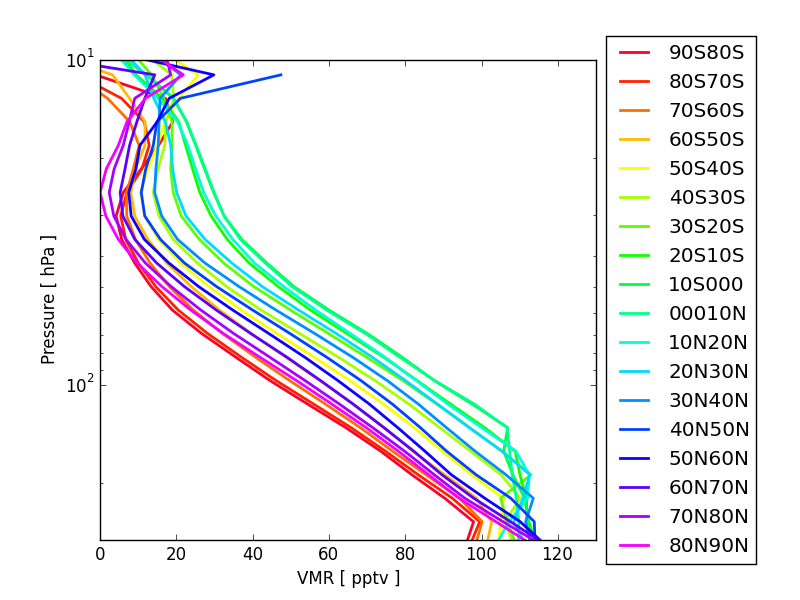 10¹
10²
Pressure [ hPa ]
0 20 40 60 80 100 120
VMR [ pptv ]
90S80S
80S70S
70S60S
60S50S
50S40S
40S30S
30S20S
20S10S
10S000
00010N
10N20N
20N30N
30N40N
40N50N
50N60N
60N70N
70N80N
80N90N